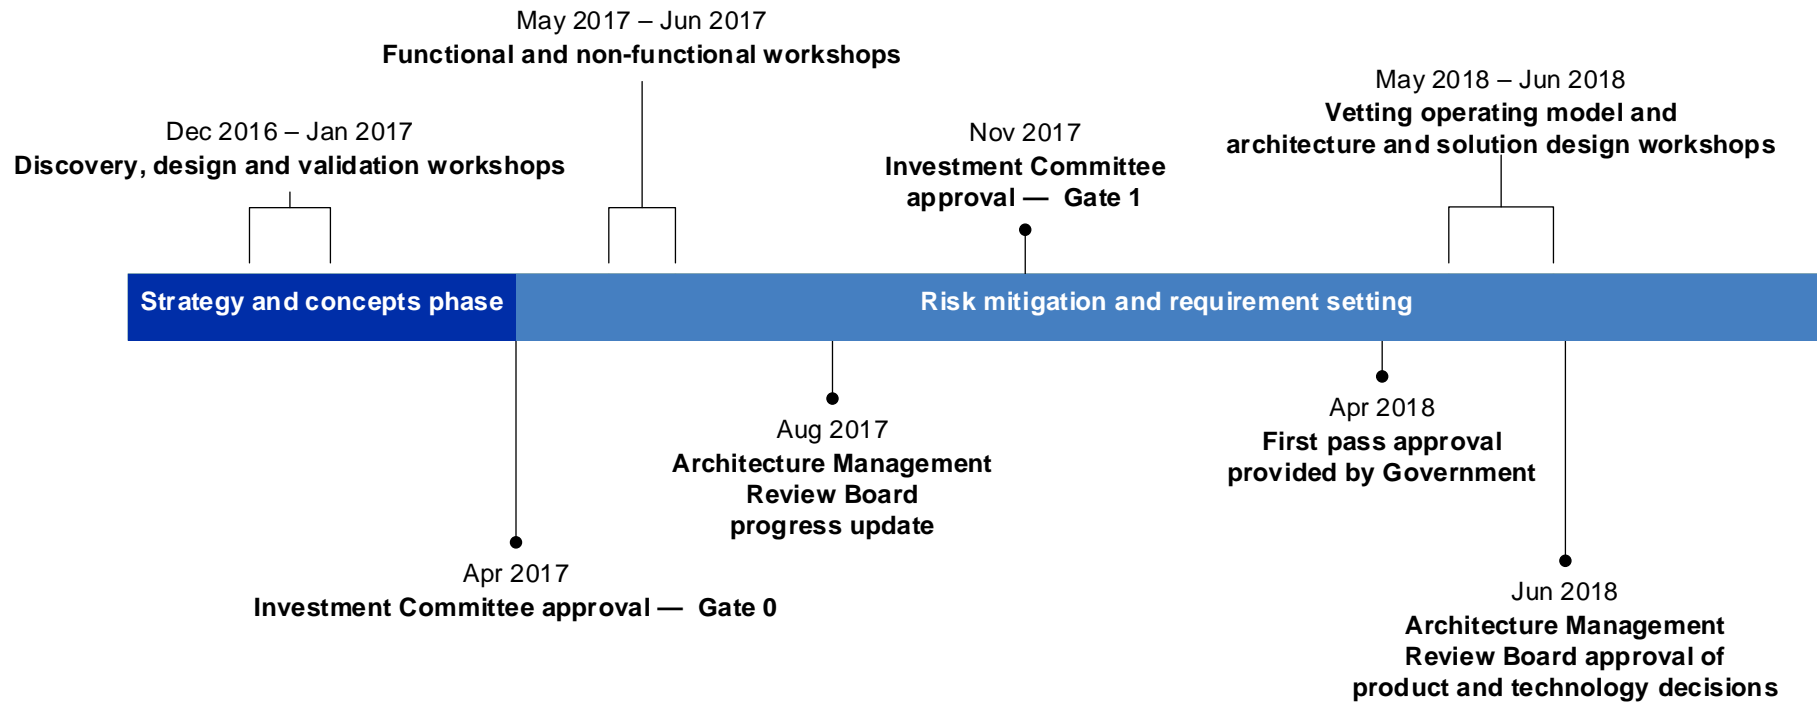 May 2017 – Jun 2017
Functional and non-functional workshops
Dec 2016 – Jan 2017
Discovery, design and validation workshops
Nov 2017
Investment Committee
approval — Gate 1
May 2018 – Jun 2018
Vetting operating model and
architecture and solution design workshops
Strategy and concepts phase
Risk mitigation and requirement setting
Apr 2017
Investment Committee approval — Gate 0
Aug 2017
Architecture Management
Review Board
progress update
Apr 2018
First pass approval
provided by Government
Jun 2018
Architecture Management
Review Board approval of
product and technology decisions